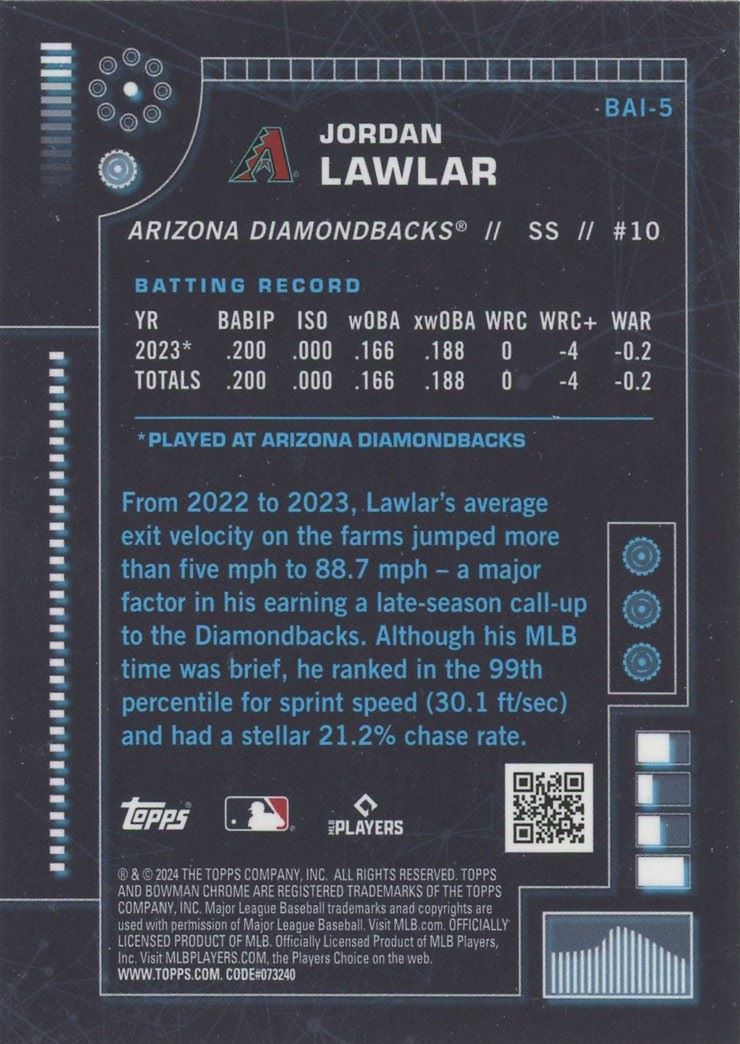 BAI-5
JORDAN
LAWLAR
ARIZONA DIAMONDBACKS® // SS // #10
BATTING RECORD
YR BABIP ISO wOBA xwOBA WRC WRC+ WAR
2023* .200 .000 .166 .188 0 -4 -0.2
TOTALS .200 .000 .166 .188 0 -4 -0.2
*PLAYED AT ARIZONA DIAMONDBACKS
From 2022 to 2023, Lawlar's average
exit velocity on the farms jumped more
than five mph to 88.7 mph – a major
factor in his earning a late-season call-up
to the Diamondbacks. Although his MLB
time was brief, he ranked in the 99th
percentile for sprint speed (30.1 ft/sec)
and had a stellar 21.2% chase rate.
Topps® MLB PLAYERS
® & © 2024 THE TOPPS COMPANY, INC. ALL RIGHTS RESERVED. TOPPS
AND BOWMAN CHROME ARE REGISTERED TRADEMARKS OF THE TOPPS
COMPANY, INC. Major League Baseball trademarks anad copyrights are
used with permission of Major League Baseball. Visit MLB.com. OFFICIALLY
LICENSED PRODUCT OF MLB. Officially Licensed Product of MLB Players,
Inc. Visit MLBPLAYERS.COM, the Players Choice on the web.
WWW.TOPPS.COM. CODE#073240